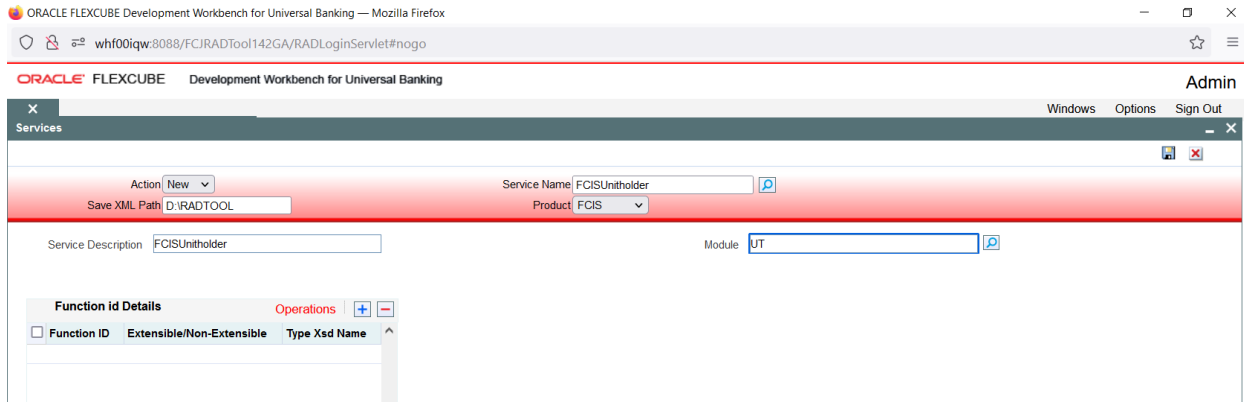 ORACLE FLEXCUBE Development Workbench for Universal Banking — Mozilla Firefox
whf00iqw:8088/FCJRADTool142GA/RADLoginServlet#nogo
ORACLE FLEXCUBE Development Workbench for Universal Banking
Admin
Windows Options Sign Out
Services
Action New Service Name FCISUnitholder
Save XML Path D:\RADTOOL Product FCIS
Service Description FCISUnitholder Module UT
Function id Details Operations
Function ID Extensible/Non-Extensible Type Xsd Name